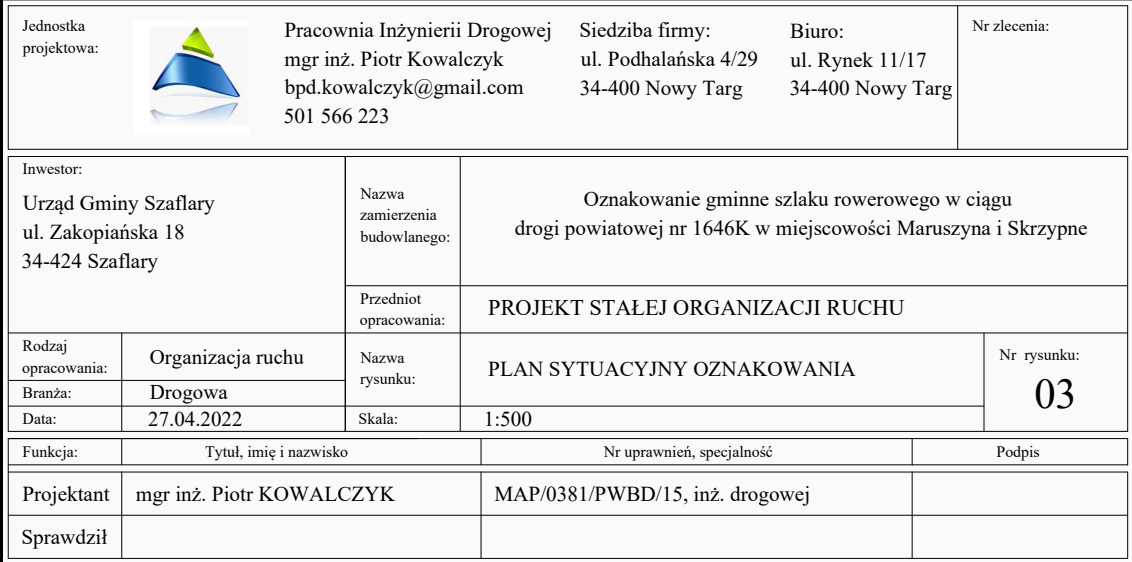 Jednostka
projektowa:
Pracownia Inżynierii Drogowej
mgr inż. Piotr Kowalczyk
bpd.kowalczyk@gmail.com
501 566 223
Siedziba firmy:
ul. Podhalańska 4/29
34-400 Nowy Targ
Biuro:
ul. Rynek 11/17
34-400 Nowy Targ
Nr zlecenia:
Inwestor:
Urząd Gminy Szaflary
ul. Zakopiańska 18
34-424 Szaflary
Nazwa
zamierzenia
budowlanego:
Oznakowanie gminne szlaku rowerowego w ciągu
drogi powiatowej nr 1646K w miejscowości Maruszyna i Skrzypne
Przedniot
opracowania:
PROJEKT STAŁEJ ORGANIZACJI RUCHU
Rodzaj
opracowania:
Organizacja ruchu
Nazwa
rysunku:
PLAN SYTUACYJNY OZNAKOWANIA
Nr rysunku:
03
Branża:
Drogowa
Data:
27.04.2022
Skala:
1:500
Funkcja:
Tytuł, imię i nazwisko
Nr uprawnień, specjalność
Podpis
Projektant
mgr inż. Piotr KOWALCZYK
MAP/0381/PWBD/15, inż. drogowej
Sprawdził